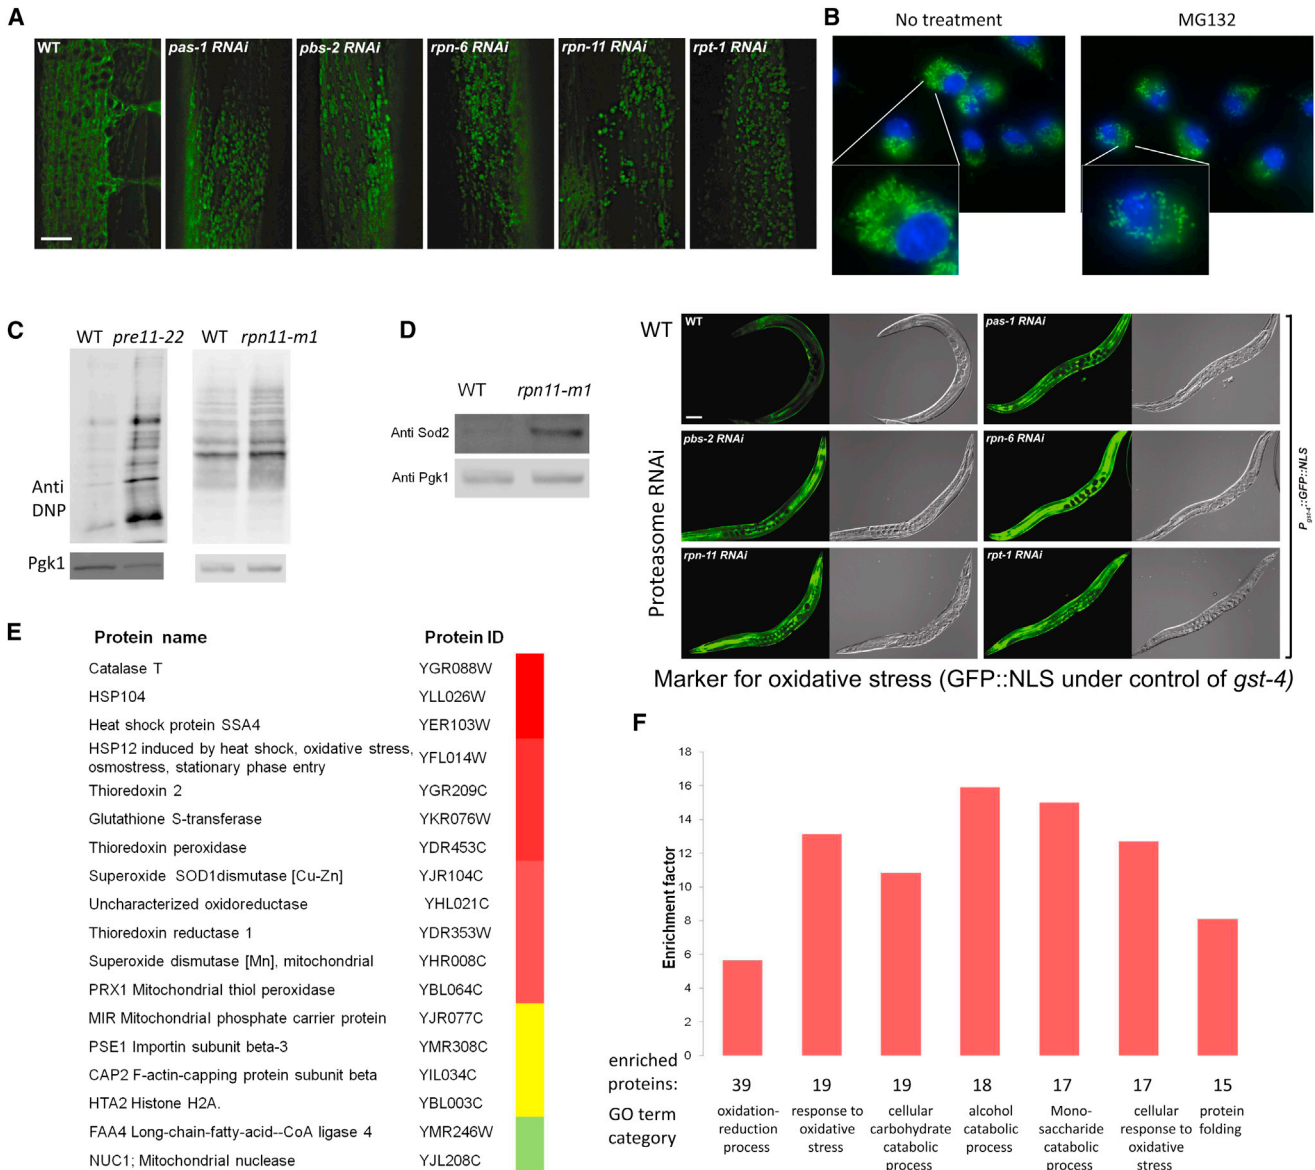 A
WT
pas-1 RNAi
pbs-2 RNAi
rpn-6 RNAi
rpn-11 RNAi
rpt-1 RNAi
B
No treatment
MG132
C
WT pre11-22
WT rpn11-m1
Anti
DNP
Pgk1
D
WT
rpn11-m1
Anti Sod2
Anti Pgk1
WT
Proteasome RNAi
WT
pas-1 RNAi
pbs-2 RNAi
rpn-6 RNAi
rpn-11 RNAi
rpt-1 RNAi
P gst-4::GFP::NLS
Marker for oxidative stress (GFP::NLS under control of gst-4)
E
Protein name Protein ID
Catalase T YGR088W
HSP104 YLL026W
Heat shock protein SSA4 YER103W
HSP12 induced by heat shock, oxidative stress,
osmostress, stationary phase entry YFL014W
Thioredoxin 2 YGR209C
Glutathione S-transferase YKR076W
Thioredoxin peroxidase YDR453C
Superoxide SOD1dismutase [Cu-Zn] YJR104C
Uncharacterized oxidoreductase YHL021C
Thioredoxin reductase 1 YDR353W
Superoxide dismutase [Mn], mitochondrial YHR008C
PRX1 Mitochondrial thiol peroxidase YBL064C
MIR Mitochondrial phosphate carrier protein YJR077C
PSE1 Importin subunit beta-3 YMR308C
CAP2 F-actin-capping protein subunit beta YIL034C
HTA2 Histone H2A. YBL003C
FAA4 Long-chain-fatty-acid--CoA ligase 4 YMR246W
NUC1; Mitochondrial nuclease YJL208C
F
Enrichment factor
18
16
14
12
10
8
6
4
2
0
enriched
proteins:
39 19 19 18 17 17 15
GO term
category
oxidation-
reduction
process
response to
oxidative
stress
cellular
carbohydrate
catabolic
process
alcohol
catabolic
process
Mono-
saccharide
catabolic
process
cellular
response to
oxidative
stress
protein
folding